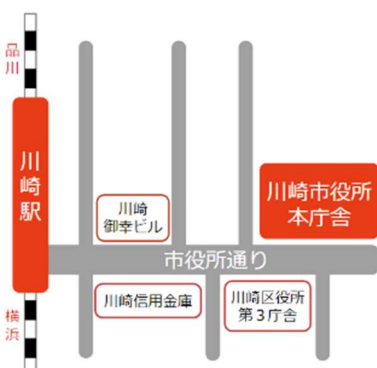 品川
川崎駅
川崎
御幸ビル
川崎市役所
本庁舎
市役所通り
川崎信用金庫
川崎区役所
第3庁舎
横浜